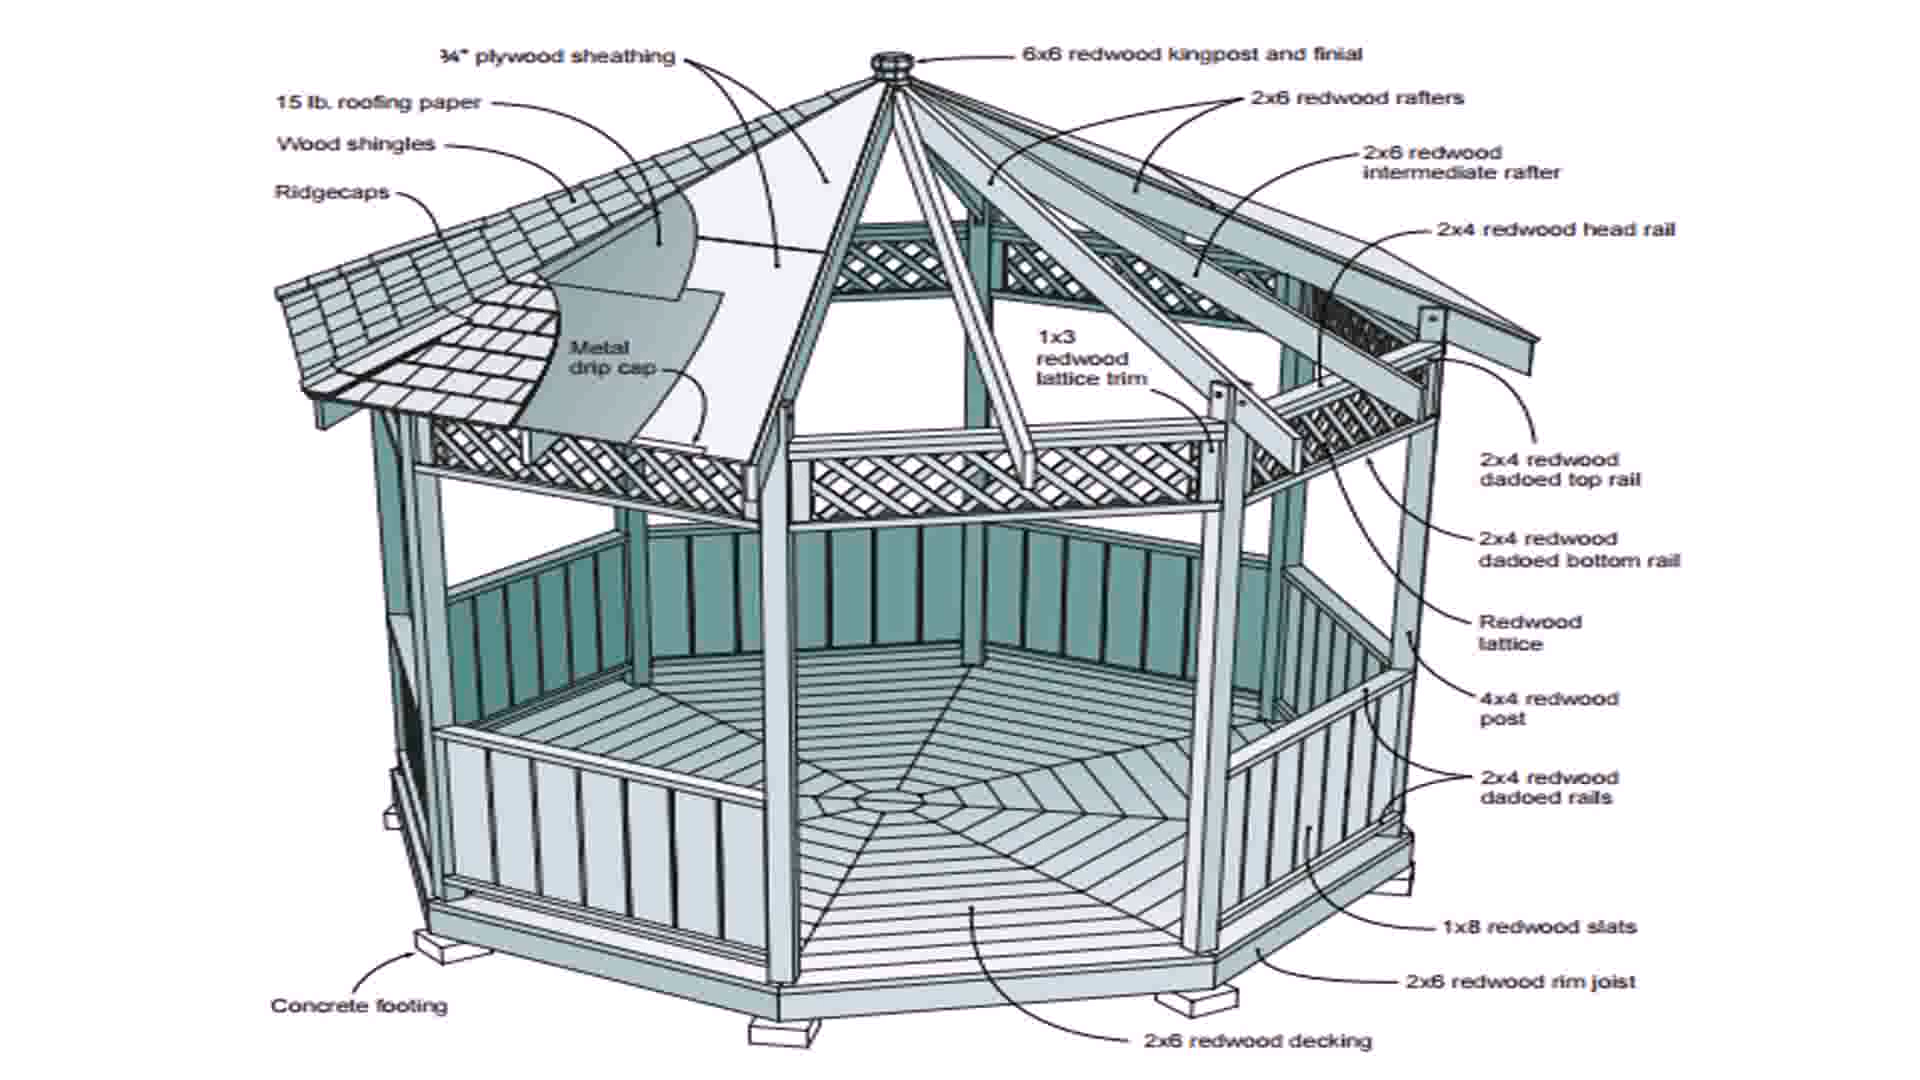 ¾" plywood sheathing
15 lb. roofing paper
Wood shingles
Ridgecaps
Metal
drip cap
6x6 redwood kingpost and finial
2x6 redwood rafters
2x6 redwood
intermediate rafter
2x4 redwood head rail
1x3
redwood
lattice trim
2x4 redwood
dadoed top rail
2x4 redwood
dadoed bottom rail
Redwood
lattice
4x4 redwood
post
2x4 redwood
dadoed rails
1x8 redwood slats
2x6 redwood rim joist
2x6 redwood decking
Concrete footing